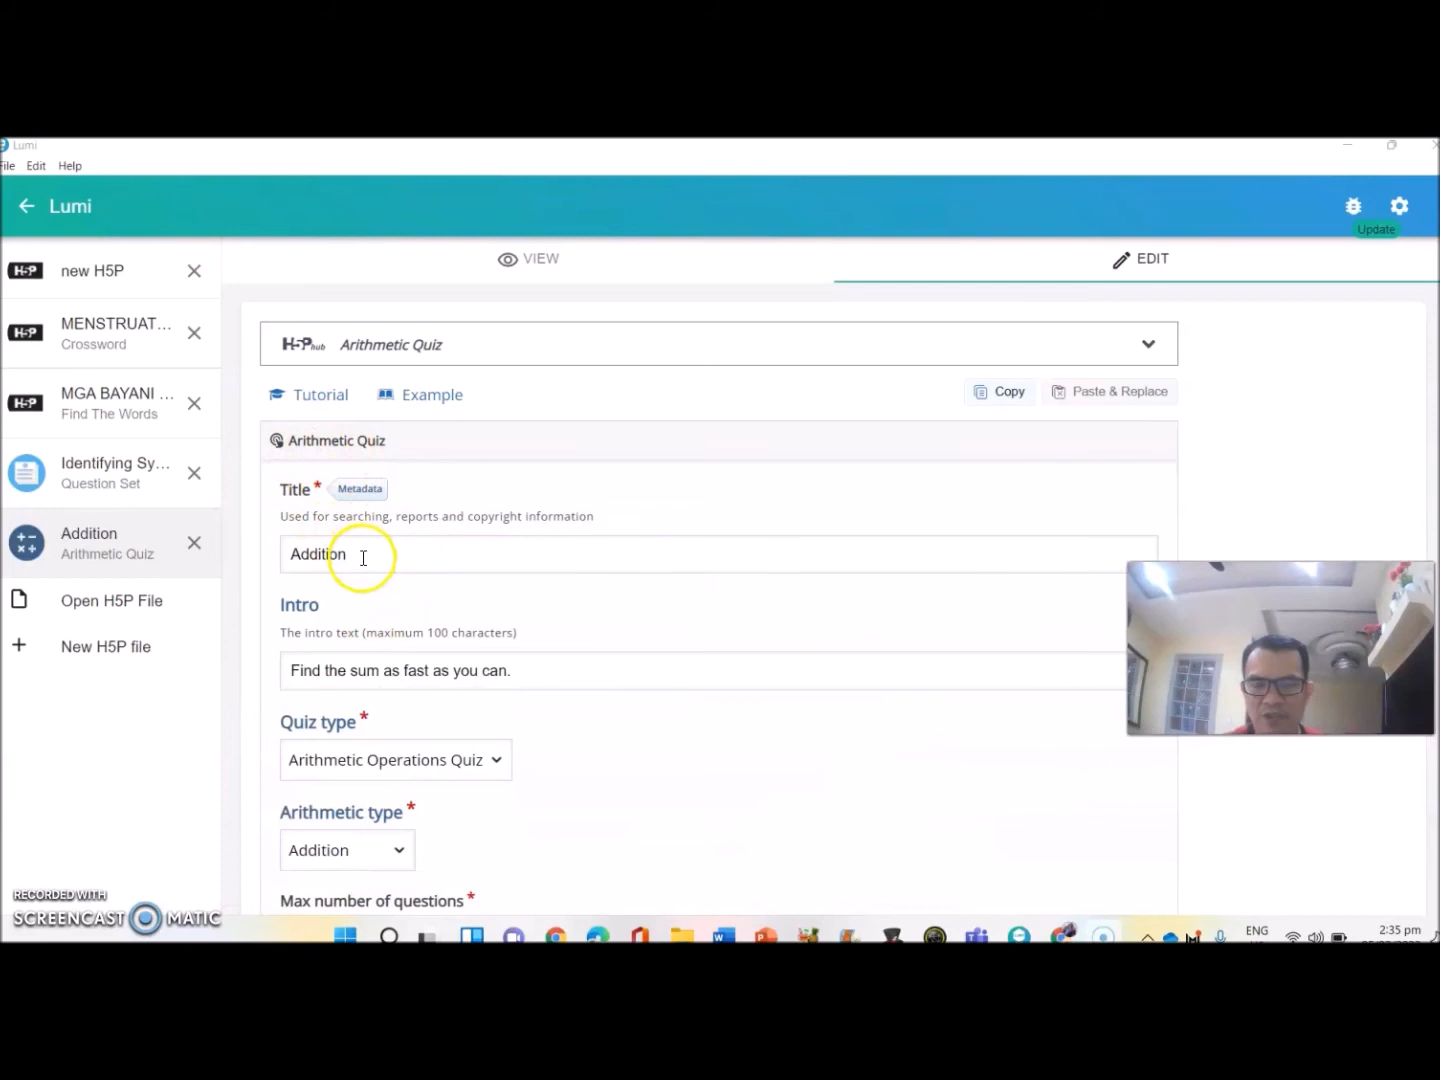 Lumi
File Edit Help
Lumi
Update
new H5P
MENSTRUAT...
Crossword
MGA BAYANI ...
Find The Words
Identifying Sy...
Question Set
Addition
Arithmetic Quiz
Open H5P File
New H5P file
VIEW
EDIT
H5P hub Arithmetic Quiz
Tutorial
Example
Copy
Paste & Replace
Arithmetic Quiz
Title * Metadata
Used for searching, reports and copyright information
Addition
Intro
The intro text (maximum 100 characters)
Find the sum as fast as you can.
Quiz type *
Arithmetic Operations Quiz
Arithmetic type *
Addition
Max number of questions *
RECORDED WITH
SCREENCAST MATIC
ENG
2:35 pm